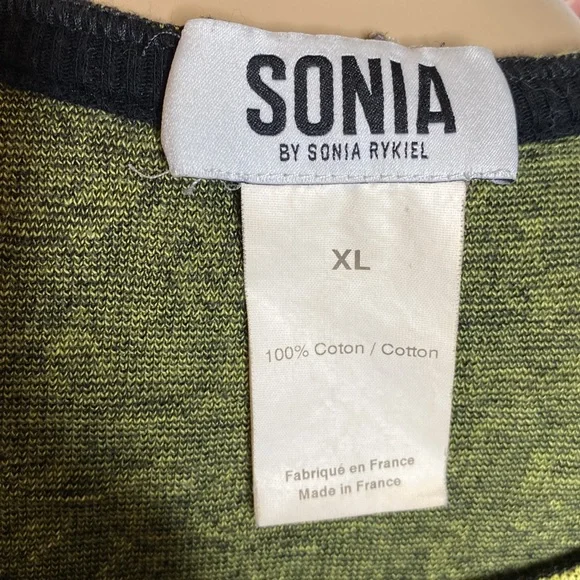 SONIA
BY SONIA RYKIEL
XL
100% Coton / Cotton
Fabriqué en France
Made in France